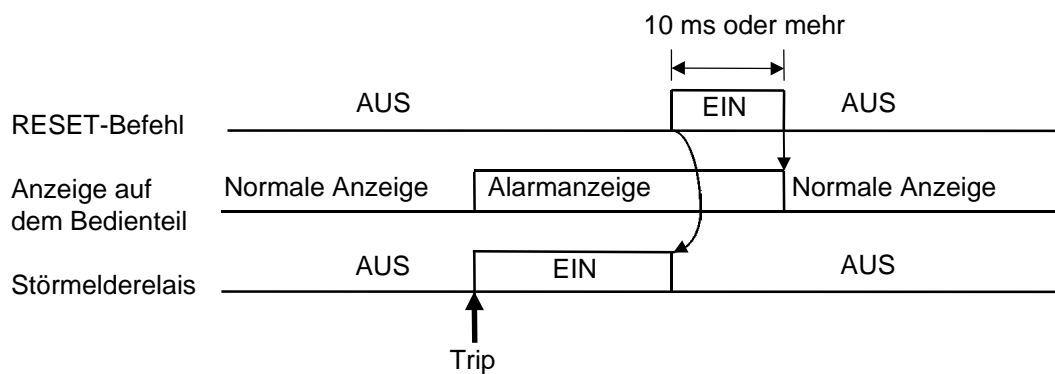 10 ms oder mehr
RESET-Befehl
AUS
EIN
AUS
Anzeige auf
dem Bedienteil
Normale Anzeige
Alarmanzeige
Normale Anzeige
Störmelderelais
AUS
EIN
AUS
Trip